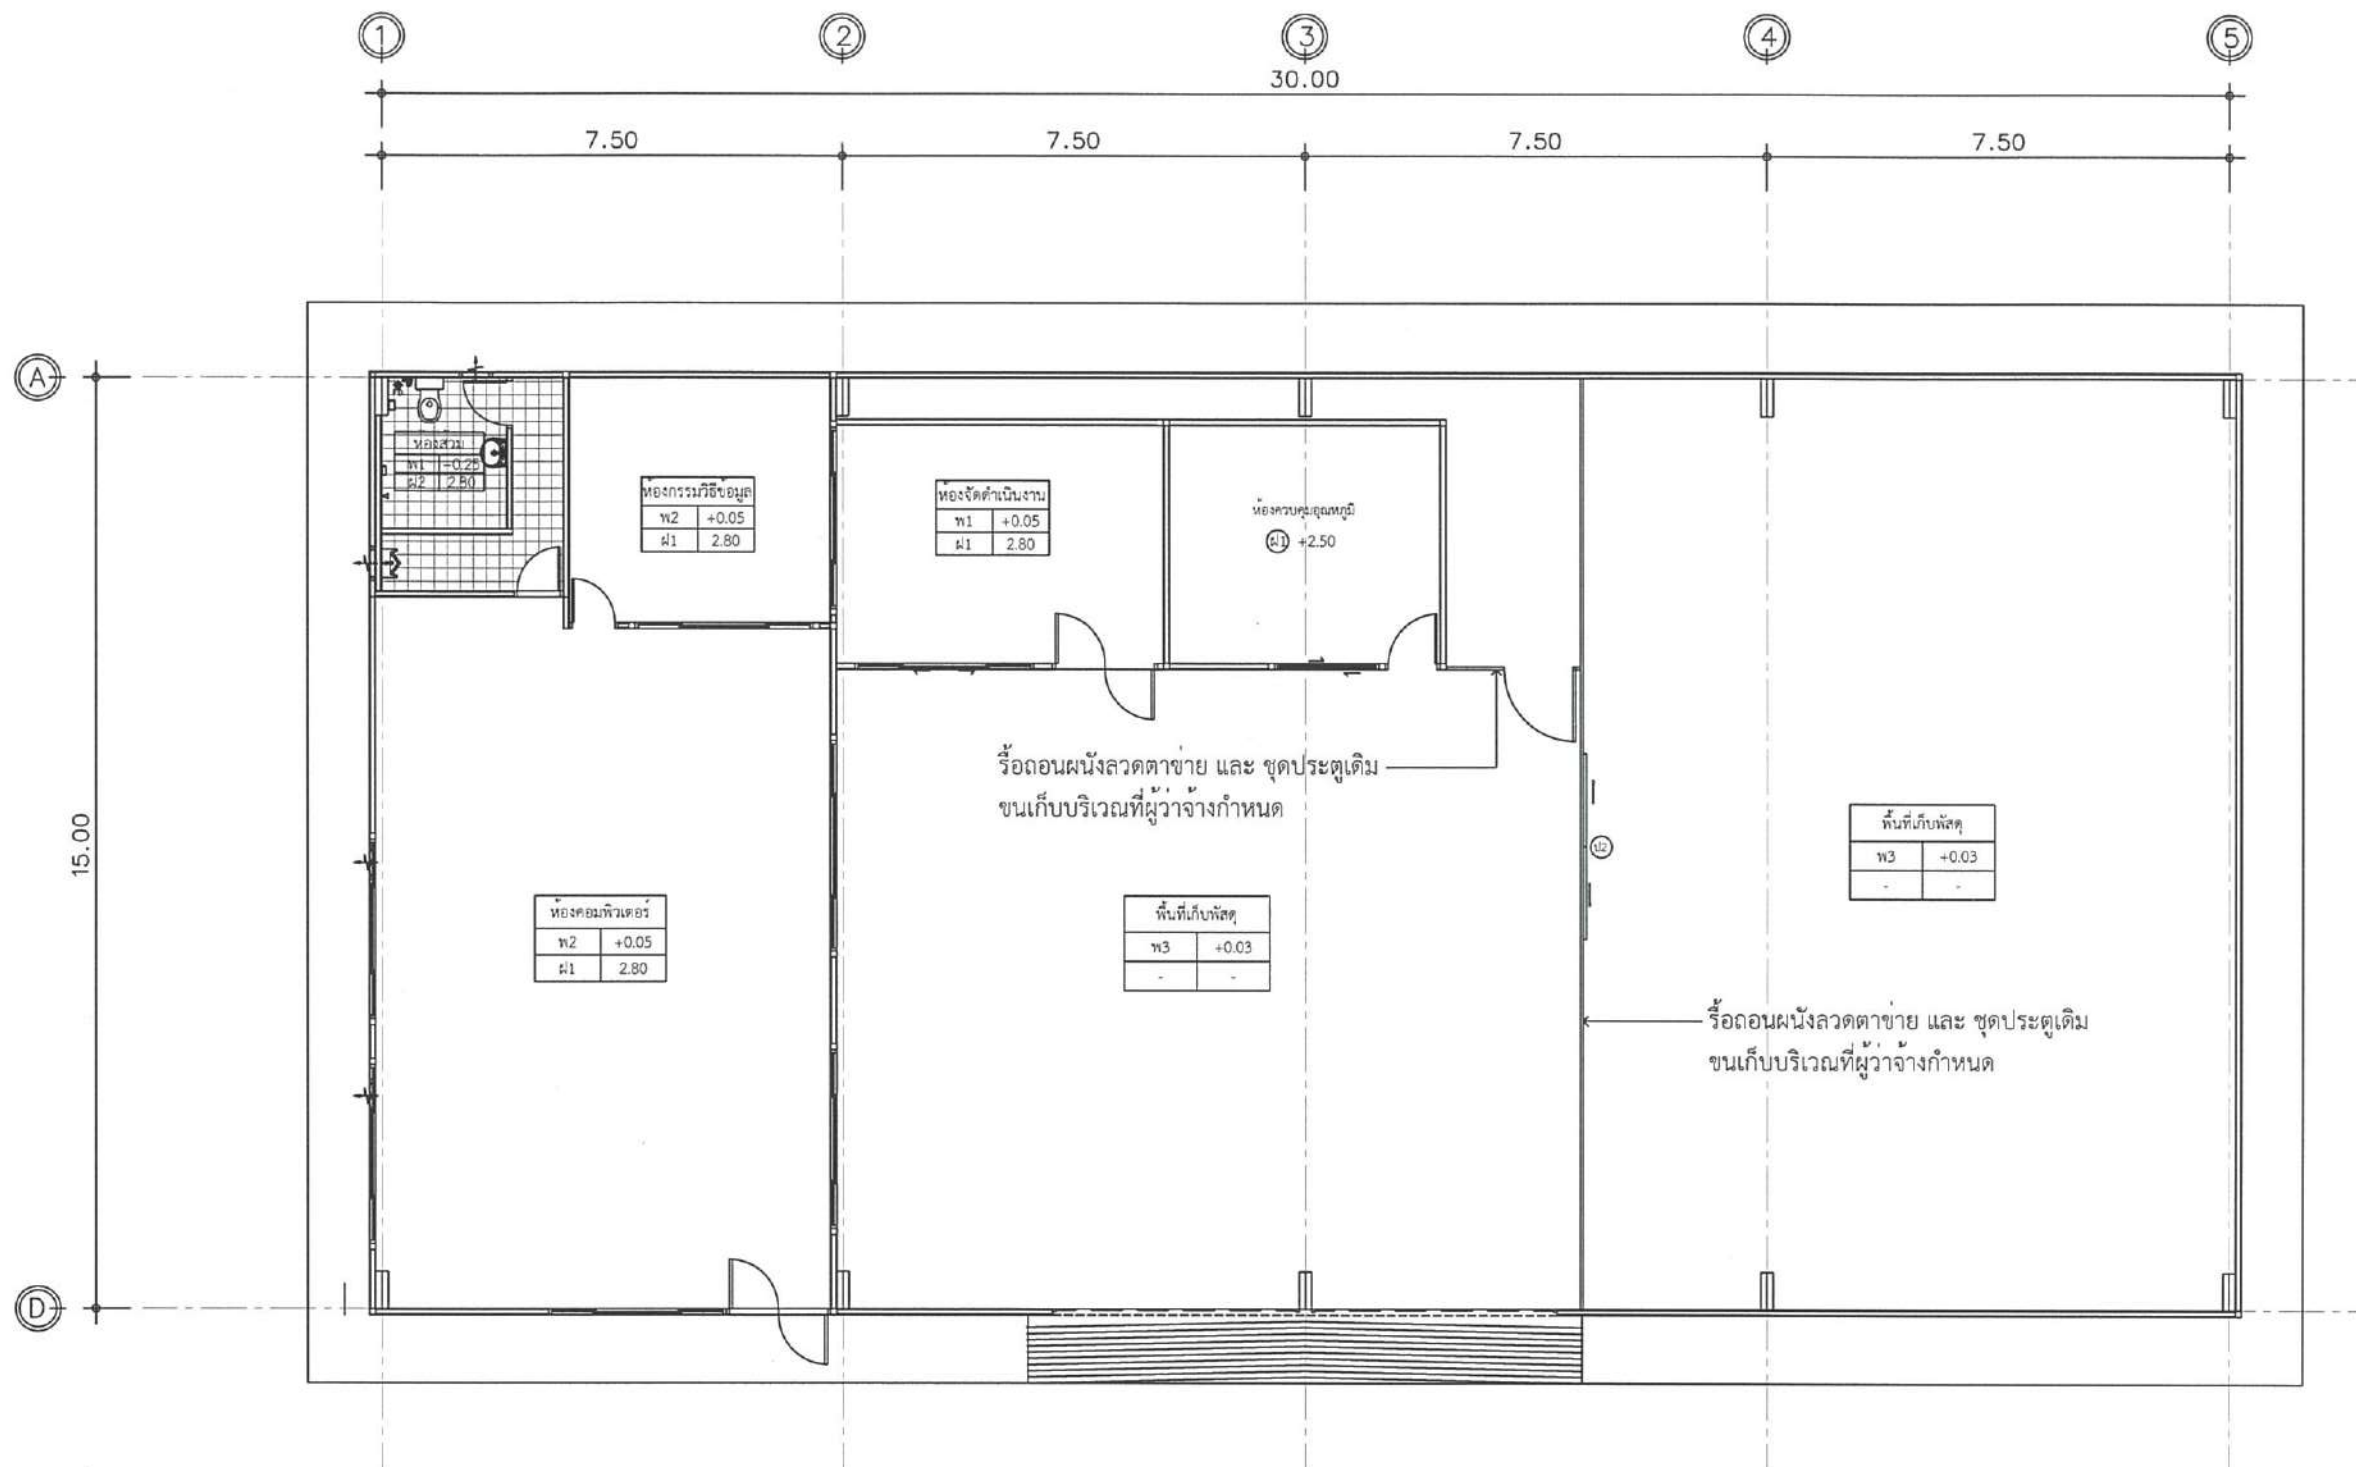 1
2
3
4
5
30.00
7.50
7.50
7.50
7.50
A
ห้องส้วม
พ1 -0.25
ฝ2 2.80
ห้องกรรมวิธีข้อมูล
พ2 +0.05
ฝ1 2.80
ห้องจัดดำเนินงาน
พ1 +0.05
ฝ1 2.80
ห้องควบคุมอุณหภูมิ
ฝ1 +2.50
รื้อถอนผนังลวดตาข่าย และ ชุดประตูเดิม
ขนเก็บบริเวณที่ผู้ว่าจ้างกำหนด
15.00
ป2
พื้นที่เก็บพัสดุ
พ3 +0.03
- -
ห้องคอมพิวเตอร์
พ2 +0.05
ฝ1 2.80
พื้นที่เก็บพัสดุ
พ3 +0.03
- -
รื้อถอนผนังลวดตาข่าย และ ชุดประตูเดิม
ขนเก็บบริเวณที่ผู้ว่าจ้างกำหนด
D